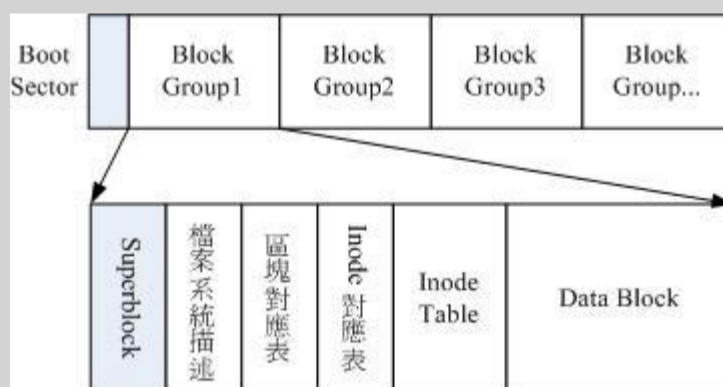 Boot
Sector
Block
Group1
Block
Group2
Block
Group3
Block
Group...
Superblock
檔案系統描述
區塊對應表
Inode 對應表
Inode
Table
Data Block